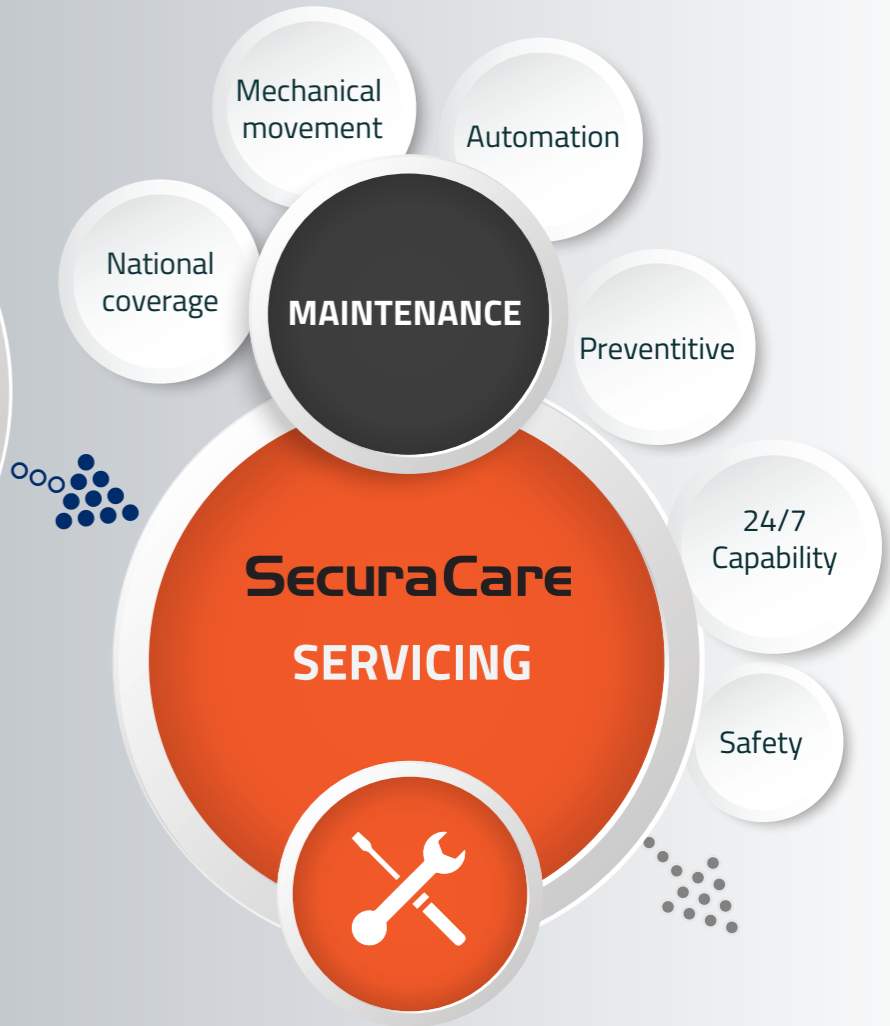 Mechanical
movement
Automation
National
coverage
MAINTENANCE
Preventitive
24/7
Capability
SecuraCare
SERVICING
Safety